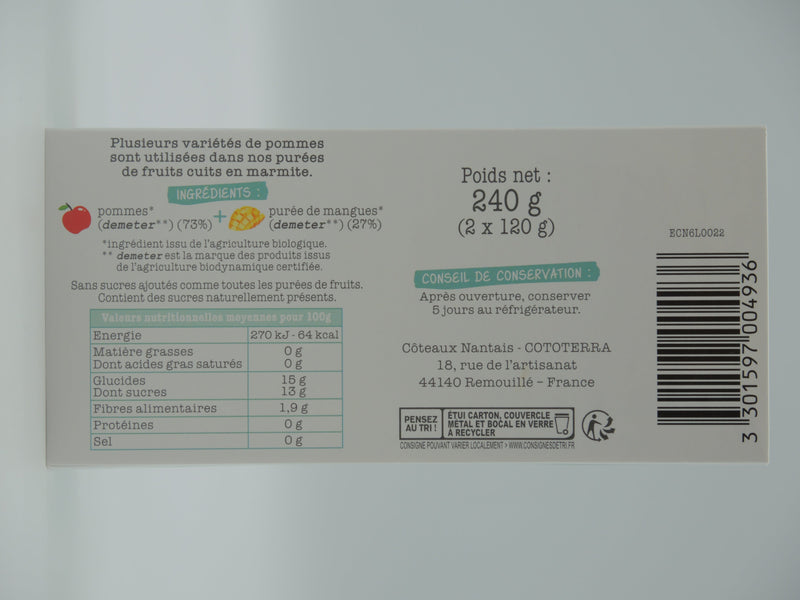 Plusieurs variétés de pommes
sont utilisées dans nos purées
de fruits cuits en marmite.
INGRÉDIENTS :
pommes*
(demeter**) (73%)
+
purée de mangues*
(demeter**) (27%)
*ingrédient issu de l'agriculture biologique.
** demeter est la marque des produits issus
de l'agriculture biodynamique certifiée.
Sans sucres ajoutés comme toutes les purées de fruits.
Contient des sucres naturellement présents.
Valeurs nutritionnelles moyennes pour 100g
Energie 270 kJ - 64 kcal
Matière grasses 0 g
Dont acides gras saturés 0 g
Glucides 15 g
Dont sucres 13 g
Fibres alimentaires 1,9 g
Protéines 0 g
Sel 0 g
Poids net :
240 g
(2 x 120 g)
CONSEIL DE CONSERVATION :
Après ouverture, conserver
5 jours au réfrigérateur.
Côteaux Nantais - COTOTERRA
18, rue de l'artisanat
44140 Remouillé – France
PENSEZ
AU TRI !
ÉTUI CARTON, COUVERCLE
MÉTAL ET BOCAL EN VERRE
À RECYCLER
CONSIGNE POUVANT VARIER LOCALEMENT > WWW.CONSIGNESDETRI.FR
ECN6L0022
3 301597 004936